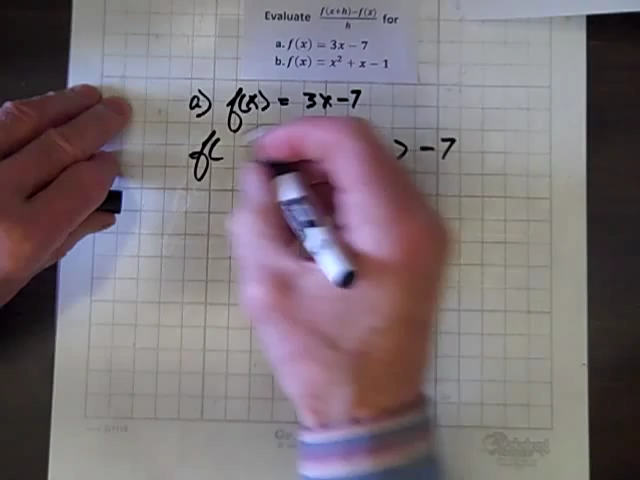 Evaluate f(x+h)−f(x)/h for
a. f(x) = 3x − 7
b. f(x) = x² + x − 1
a) f(x) = 3x-7
f( ) -7